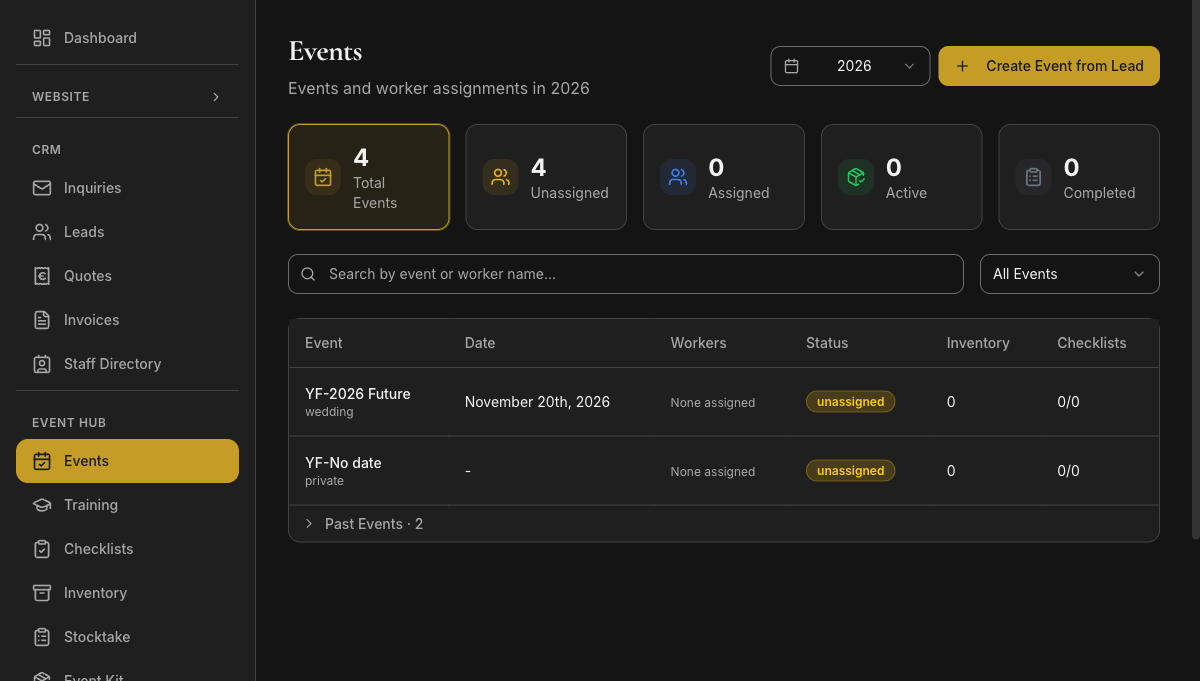 Dashboard
WEBSITE
CRM
Inquiries
Leads
Quotes
Invoices
Staff Directory
EVENT HUB
Events
Training
Checklists
Inventory
Stocktake
Event Kit
Events
Events and worker assignments in 2026
2026
Create Event from Lead
4
Total
Events
4
Unassigned
0
Assigned
0
Active
0
Completed
Search by event or worker name...
All Events
Event Date Workers Status Inventory Checklists
YF-2026 Future
wedding
November 20th, 2026 None assigned unassigned 0 0/0
YF-No date
private
- None assigned unassigned 0 0/0
Past Events · 2